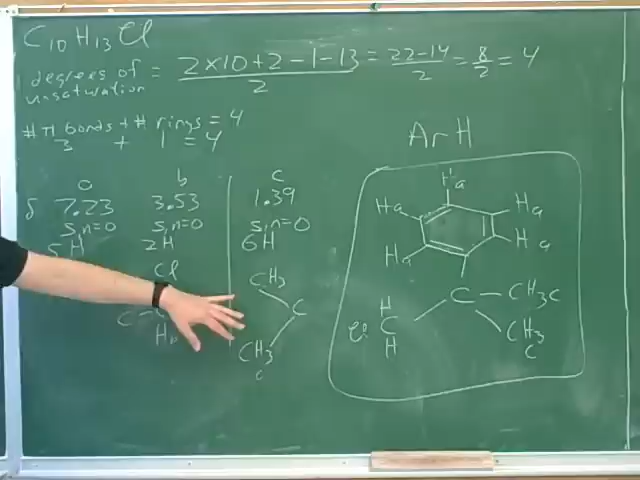 C10H13Cl
degrees of unsaturation = 2×10+2-1-13 / 2 = 22-14 / 2 = 8/2 = 4
# π bonds + # rings = 4
3 + 1 = 4
ArH
a b c
δ 7.23 3.53 1.39
s, n=0 s, n=0 s, n=0
5H 2H 6H
Cl
C
H
CH3
C
CH3
c
Ha
Ha Ha
Ha Ha
C CH3 c
H
Cl C
H
CH3
c